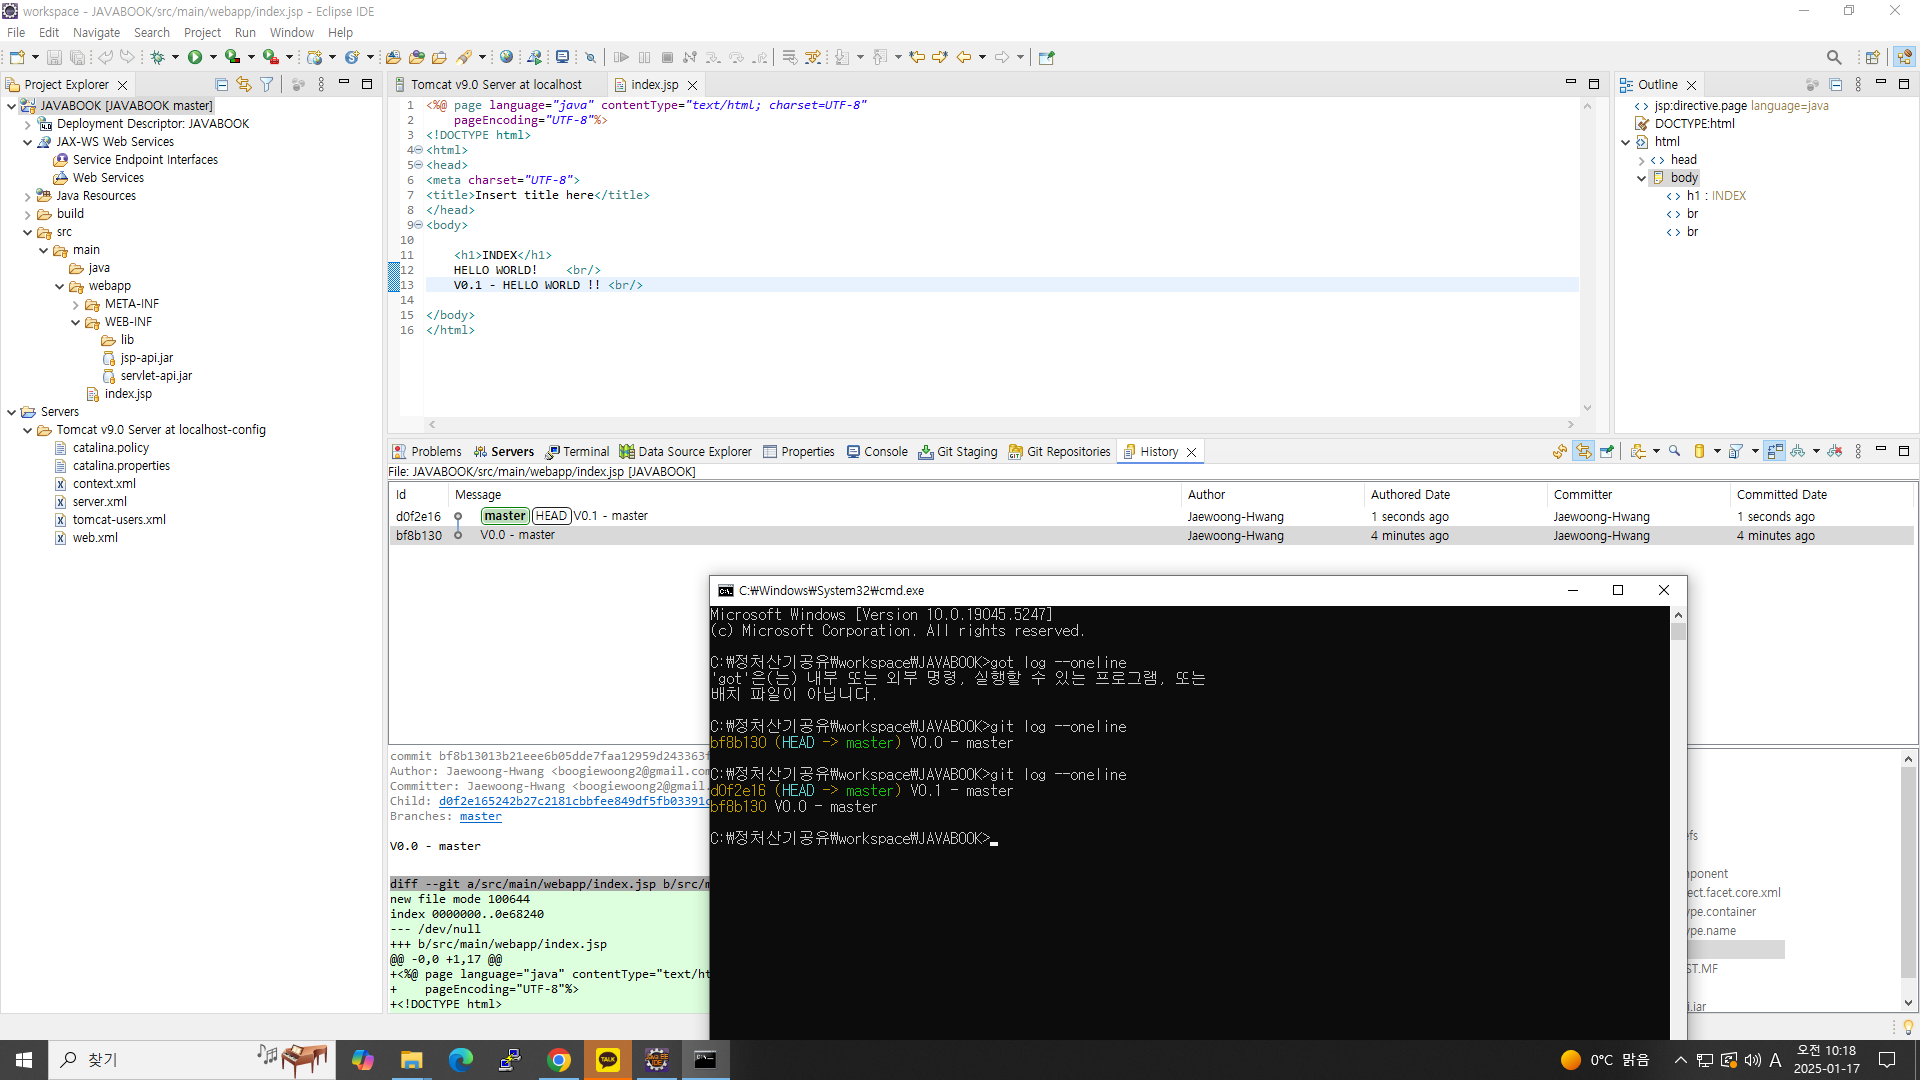 workspace - JAVABOOK/src/main/webapp/index.jsp - Eclipse IDE
File Edit Navigate Search Project Run Window Help
Project Explorer
JAVABOOK [JAVABOOK master]
Deployment Descriptor: JAVABOOK
JAX-WS Web Services
Service Endpoint Interfaces
Web Services
Java Resources
build
src
main
java
webapp
META-INF
WEB-INF
lib
jsp-api.jar
servlet-api.jar
index.jsp
Servers
Tomcat v9.0 Server at localhost-config
catalina.policy
catalina.properties
context.xml
server.xml
tomcat-users.xml
web.xml
Tomcat v9.0 Server at localhost index.jsp
1 <%@ page language="java" contentType="text/html; charset=UTF-8"
2 pageEncoding="UTF-8"%>
3 <!DOCTYPE html>
4 <html>
5 <head>
6 <meta charset="UTF-8">
7 <title>Insert title here</title>
8 </head>
9 <body>
10
11 <h1>INDEX</h1>
12 HELLO WORLD! <br/>
13 V0.1 - HELLO WORLD !! <br/>
14
15 </body>
16 </html>
Outline
jsp:directive.page language=java
DOCTYPE:html
html
head
body
h1 : INDEX
br
br
Problems Servers Terminal Data Source Explorer Properties Console Git Staging Git Repositories History
File: JAVABOOK/src/main/webapp/index.jsp [JAVABOOK]
Id Message Author Authored Date Committer Committed Date
d0f2e16 master HEAD V0.1 - master Jaewoong-Hwang 1 seconds ago Jaewoong-Hwang 1 seconds ago
bf8b130 V0.0 - master Jaewoong-Hwang 4 minutes ago Jaewoong-Hwang 4 minutes ago
commit bf8b13013b21eee6b05dde7faa12959d243363f
Author: Jaewoong-Hwang <boogiewoong2@gmail.com
Committer: Jaewoong-Hwang <boogiewoong2@gmail.
Child: d0f2e165242b27c2181cbbfee849df5fb03391c
Branches: master
V0.0 - master
diff --git a/src/main/webapp/index.jsp b/src/m
new file mode 100644
index 0000000..0e68240
--- /dev/null
+++ b/src/main/webapp/index.jsp
@@ -0,0 +1,17 @@
+<%@ page language="java" contentType="text/ht
+    pageEncoding="UTF-8"%>
+<!DOCTYPE html>
C:₩Windows₩System32₩cmd.exe
Microsoft Windows [Version 10.0.19045.5247]
(c) Microsoft Corporation. All rights reserved.
C:₩정처산기공유₩workspace₩JAVABOOK>got log --oneline
'got'은(는) 내부 또는 외부 명령, 실행할 수 있는 프로그램, 또는
배치 파일이 아닙니다.
C:₩정처산기공유₩workspace₩JAVABOOK>git log --oneline
bf8b130 (HEAD -> master) V0.0 - master
C:₩정처산기공유₩workspace₩JAVABOOK>git log --oneline
d0f2e16 (HEAD -> master) V0.1 - master
bf8b130 V0.0 - master
C:₩정처산기공유₩workspace₩JAVABOOK>
efs
ponent
ect.facet.core.xml
ype.container
ype.name
ST.MF
i.jar
찾기
TALK
Java EE IDE
0°C 맑음
A
오전 10:18
2025-01-17